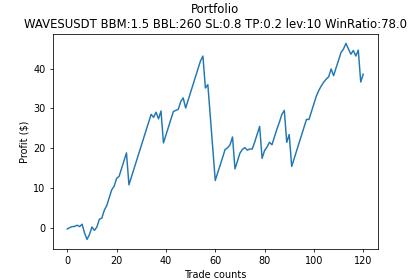 Portfolio
WAVESUSDT BBM:1.5 BBL:260 SL:0.8 TP:0.2 lev:10 WinRatio:78.0
Profit ($)
40
30
20
10
0
0 20 40 60 80 100 120
Trade counts